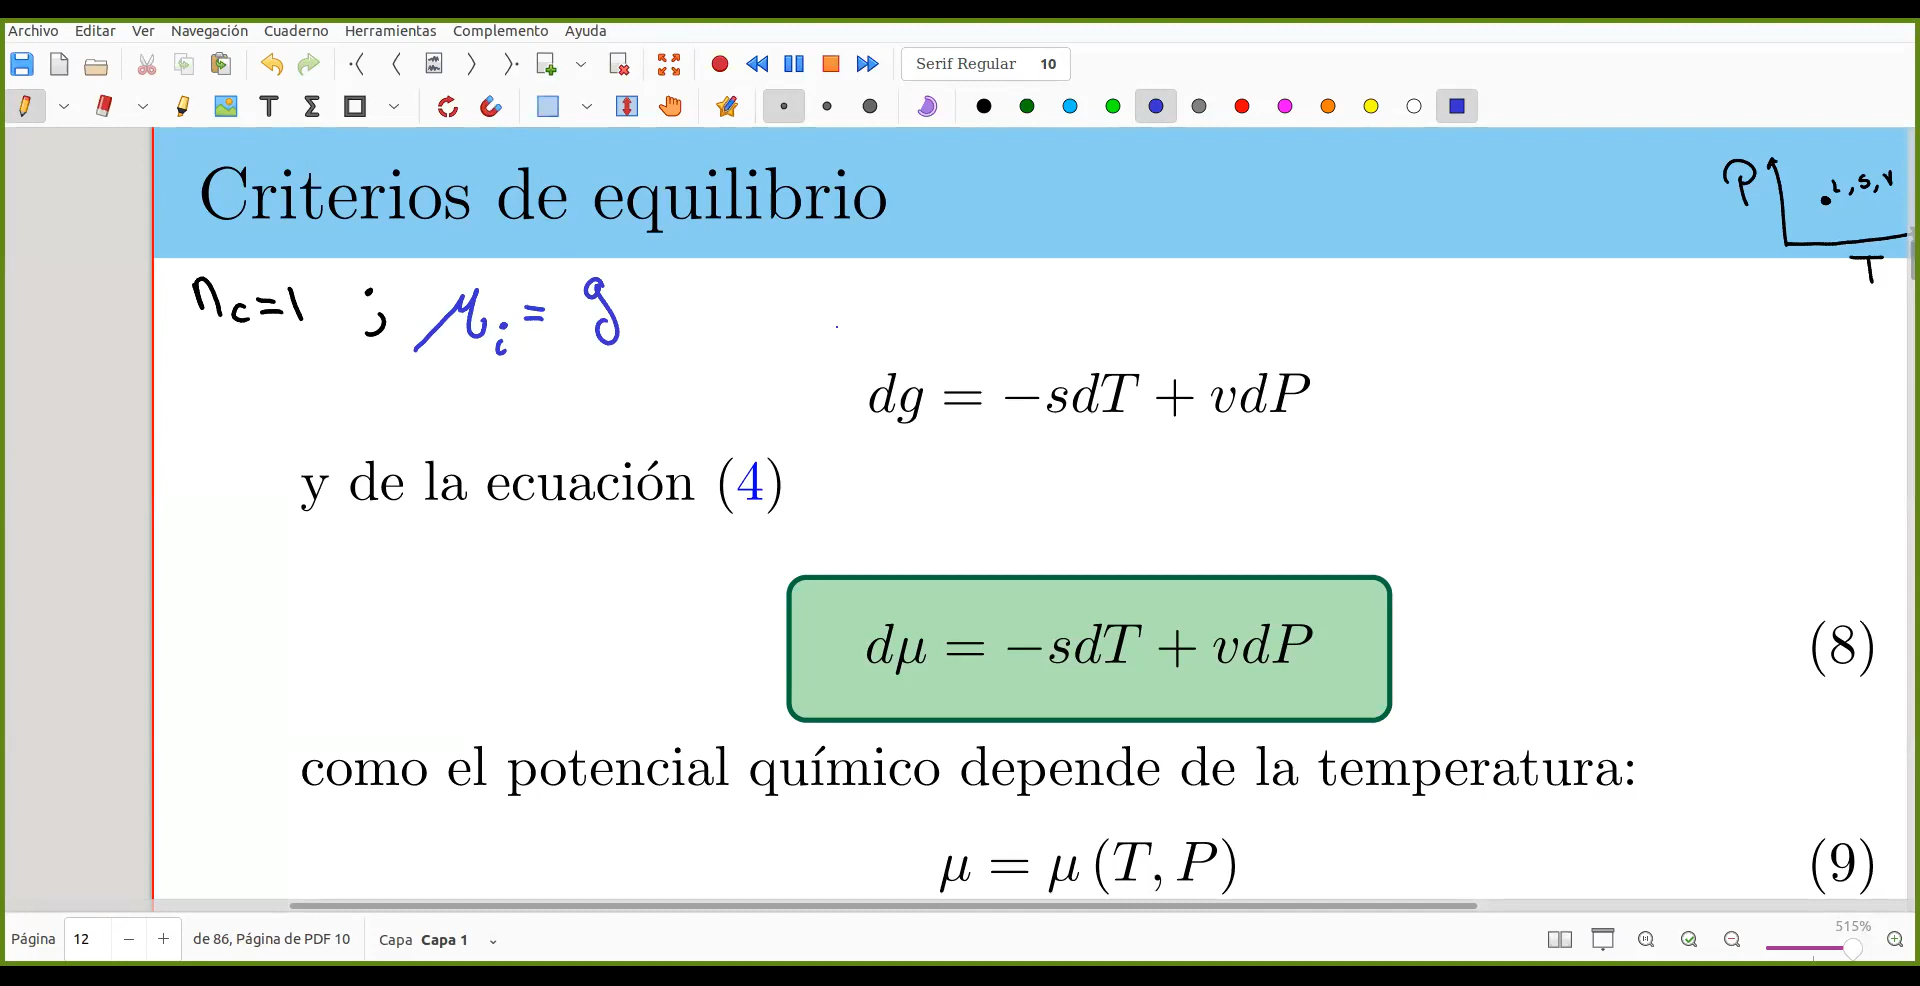 Archivo Editar Ver Navegación Cuaderno Herramientas Complemento Ayuda
Serif Regular 10
Criterios de equilibrio
P
l, s, v
T
n_c=1 ; μ_i = g
dg = −sdT + vdP
y de la ecuación (4)
dμ = −sdT + vdP (8)
como el potencial químico depende de la temperatura:
μ = μ (T, P) (9)
Página 12 de 86, Página de PDF 10 Capa Capa 1
515%